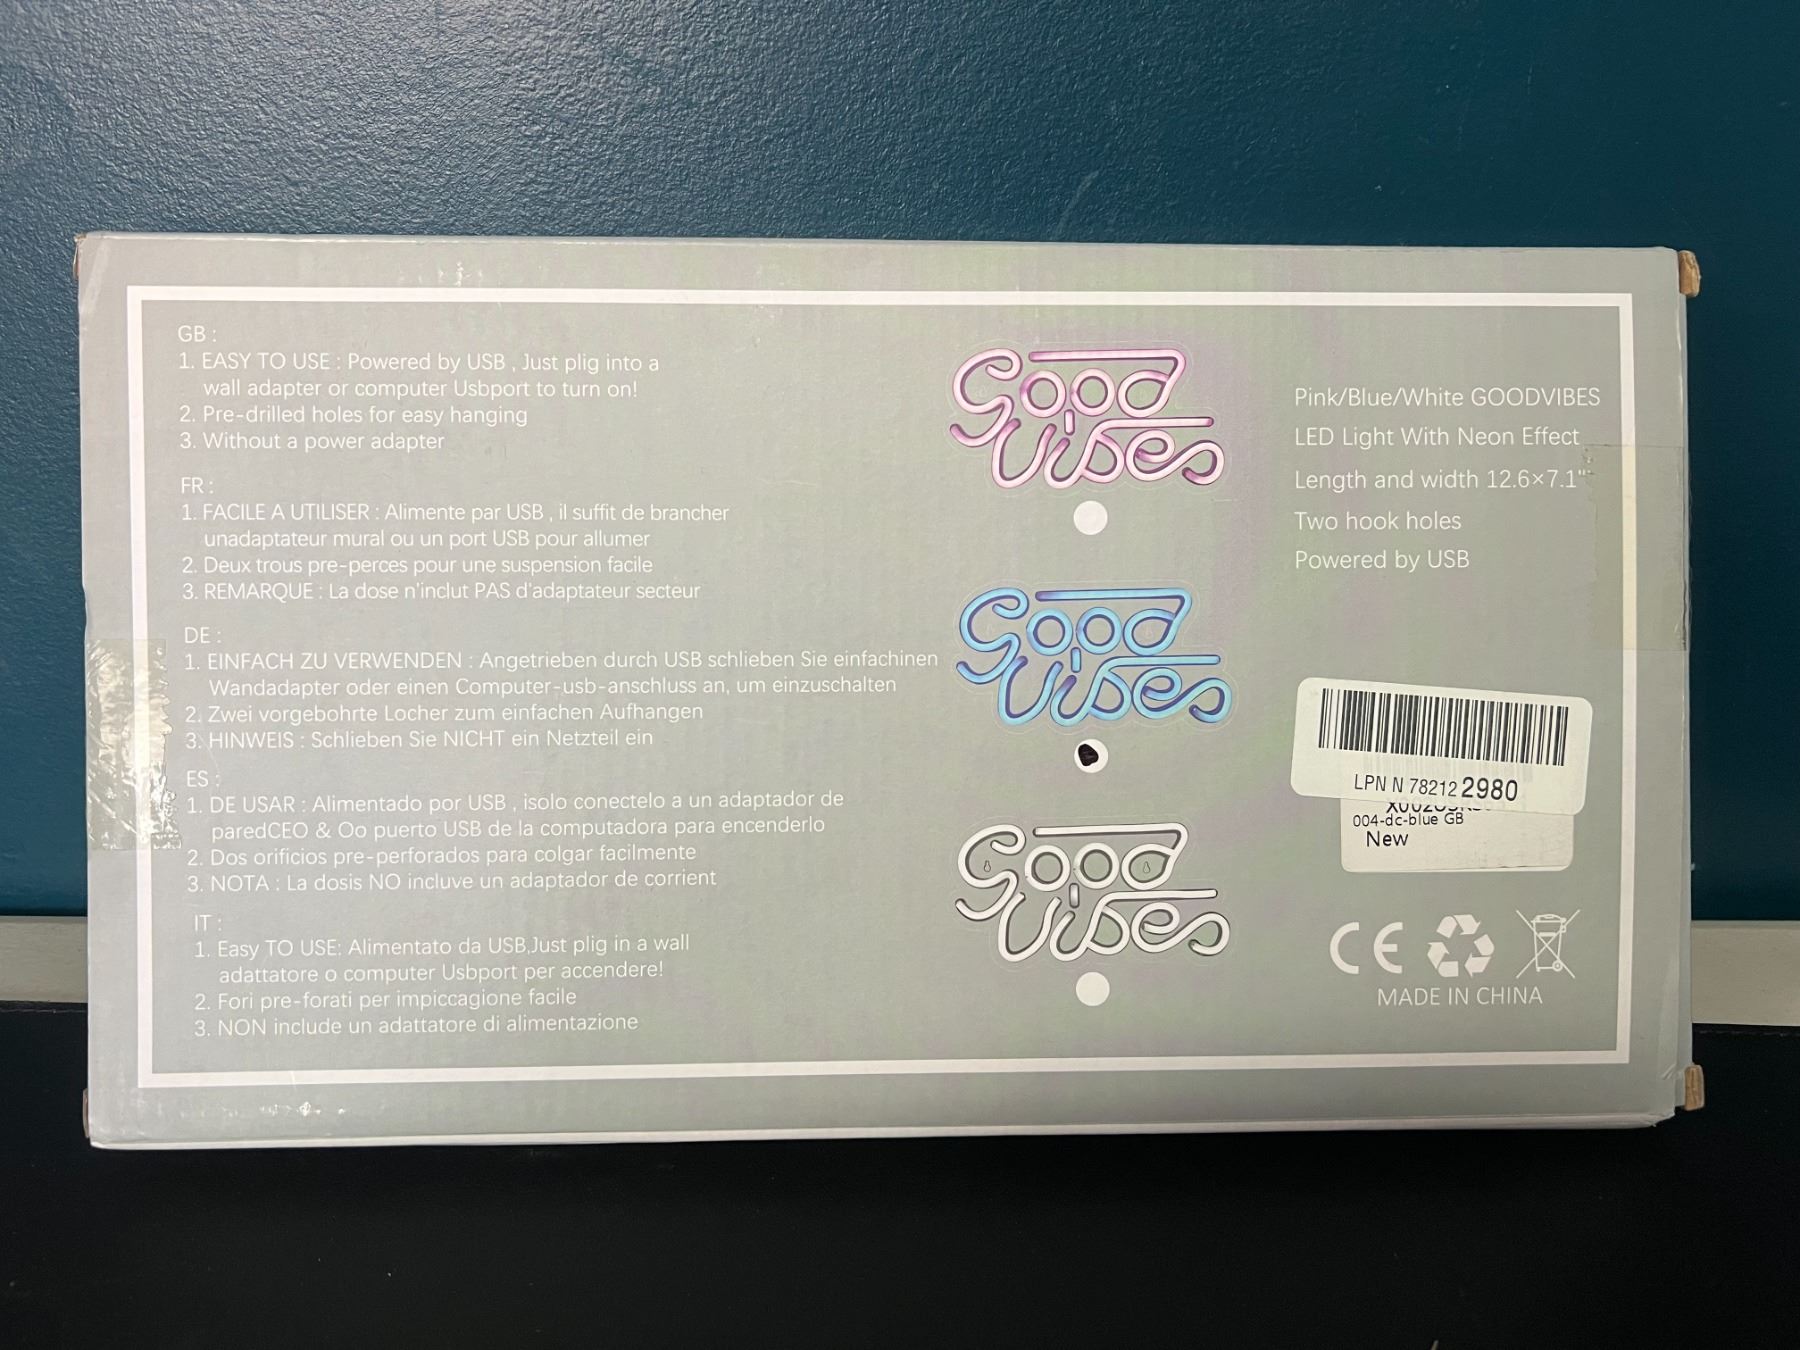 GB :
1. EASY TO USE : Powered by USB , Just plig into a
wall adapter or computer Usbport to turn on!
2. Pre-drilled holes for easy hanging
3. Without a power adapter
FR :
1. FACILE A UTILISER : Alimente par USB , il suffit de brancher
unadaptateur mural ou un port USB pour allumer
2. Deux trous pre-perces pour une suspension facile
3. REMARQUE : La dose n'inclut PAS d'adaptateur secteur
DE :
1. EINFACH ZU VERWENDEN : Angetrieben durch USB schlieben Sie einfachinen
Wandadapter oder einen Computer-usb-anschluss an, um einzuschalten
2. Zwei vorgebohrte Locher zum einfachen Aufhangen
3. HINWEIS : Schlieben Sie NICHT ein Netzteil ein
ES :
1. DE USAR : Alimentado por USB , isolo conectelo a un adaptador de
paredCEO & Oo puerto USB de la computadora para encenderlo
2. Dos orificios pre-perforados para colgar facilmente
3. NOTA : La dosis NO incluve un adaptador de corrient
IT :
1. Easy TO USE: Alimentato da USB,Just plig in a wall
adattatore o computer Usbport per accendere!
2. Fori pre-forati per impiccagione facile
3. NON include un adattatore di alimentazione
Good
Vibes
Good
Vibes
Good
Vibes
Pink/Blue/White GOODVIBES
LED Light With Neon Effect
Length and width 12.6×7.1"
Two hook holes
Powered by USB
LPN N 78212 2980
004-dc-blue GB
New
CE
MADE IN CHINA